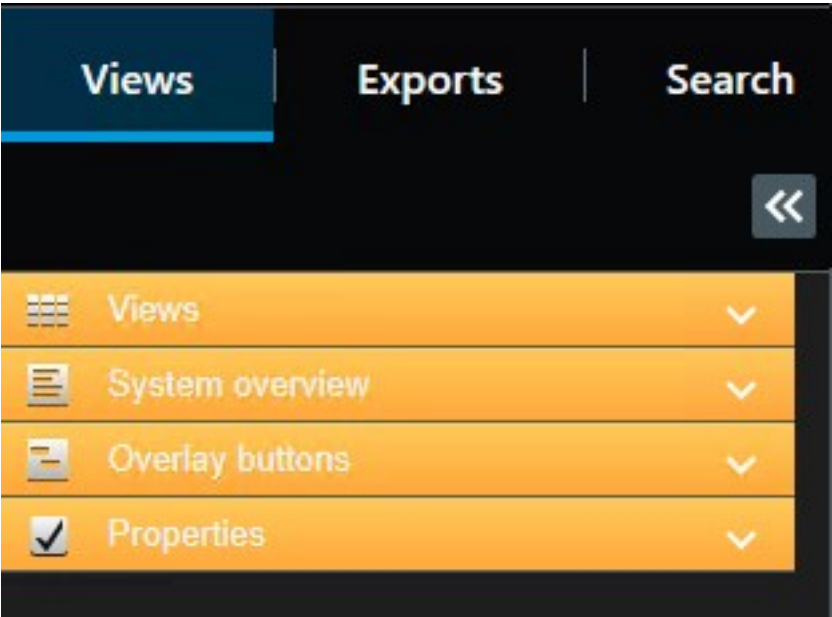 Views
Exports
Search
Views
System overview
Overlay buttons
Properties